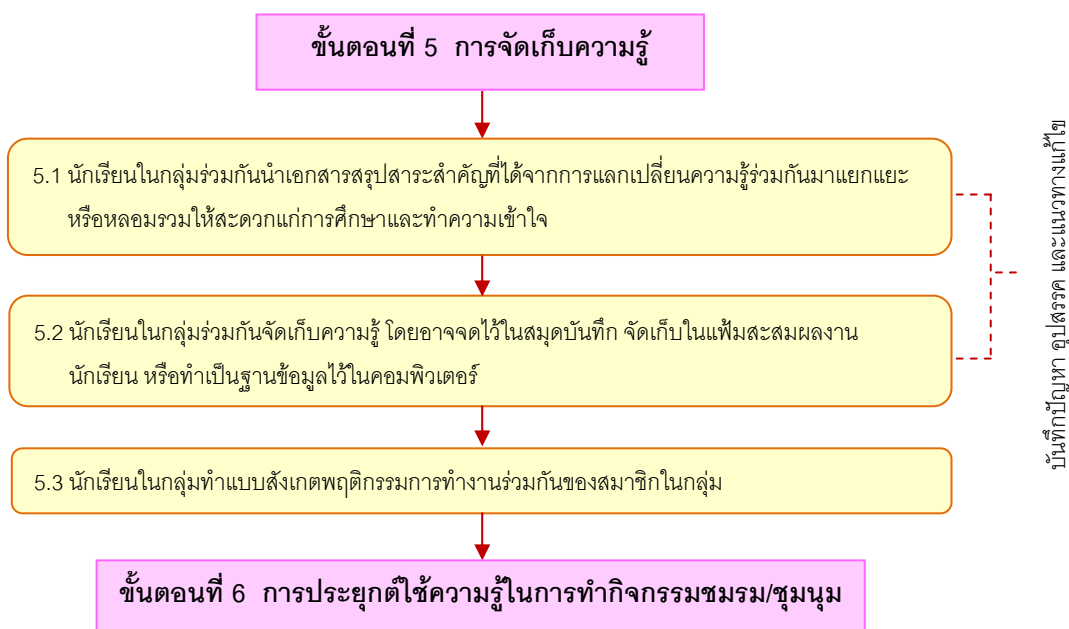 ขั้นตอนที่ 5 การจัดเก็บความรู้
5.1 นักเรียนในกลุ่มร่วมกันนำเอกสารสรุปสาระสำคัญที่ได้จากการแลกเปลี่ยนความรู้ร่วมกันมาแยกแยะ
หรือหลอมรวมให้สะดวกแก่การศึกษาและทำความเข้าใจ
5.2 นักเรียนในกลุ่มร่วมกันจัดเก็บความรู้ โดยอาจจดไว้ในสมุดบันทึก จัดเก็บในแฟ้มสะสมผลงาน
นักเรียน หรือทำเป็นฐานข้อมูลไว้ในคอมพิวเตอร์
5.3 นักเรียนในกลุ่มทำแบบสังเกตพฤติกรรมการทำงานร่วมกันของสมาชิกในกลุ่ม
ขั้นตอนที่ 6 การประยุกต์ใช้ความรู้ในการทำกิจกรรมชมรม/ชุมนุม
บันทึกปัญหา อุปสรรค และแนวทางแก้ไข